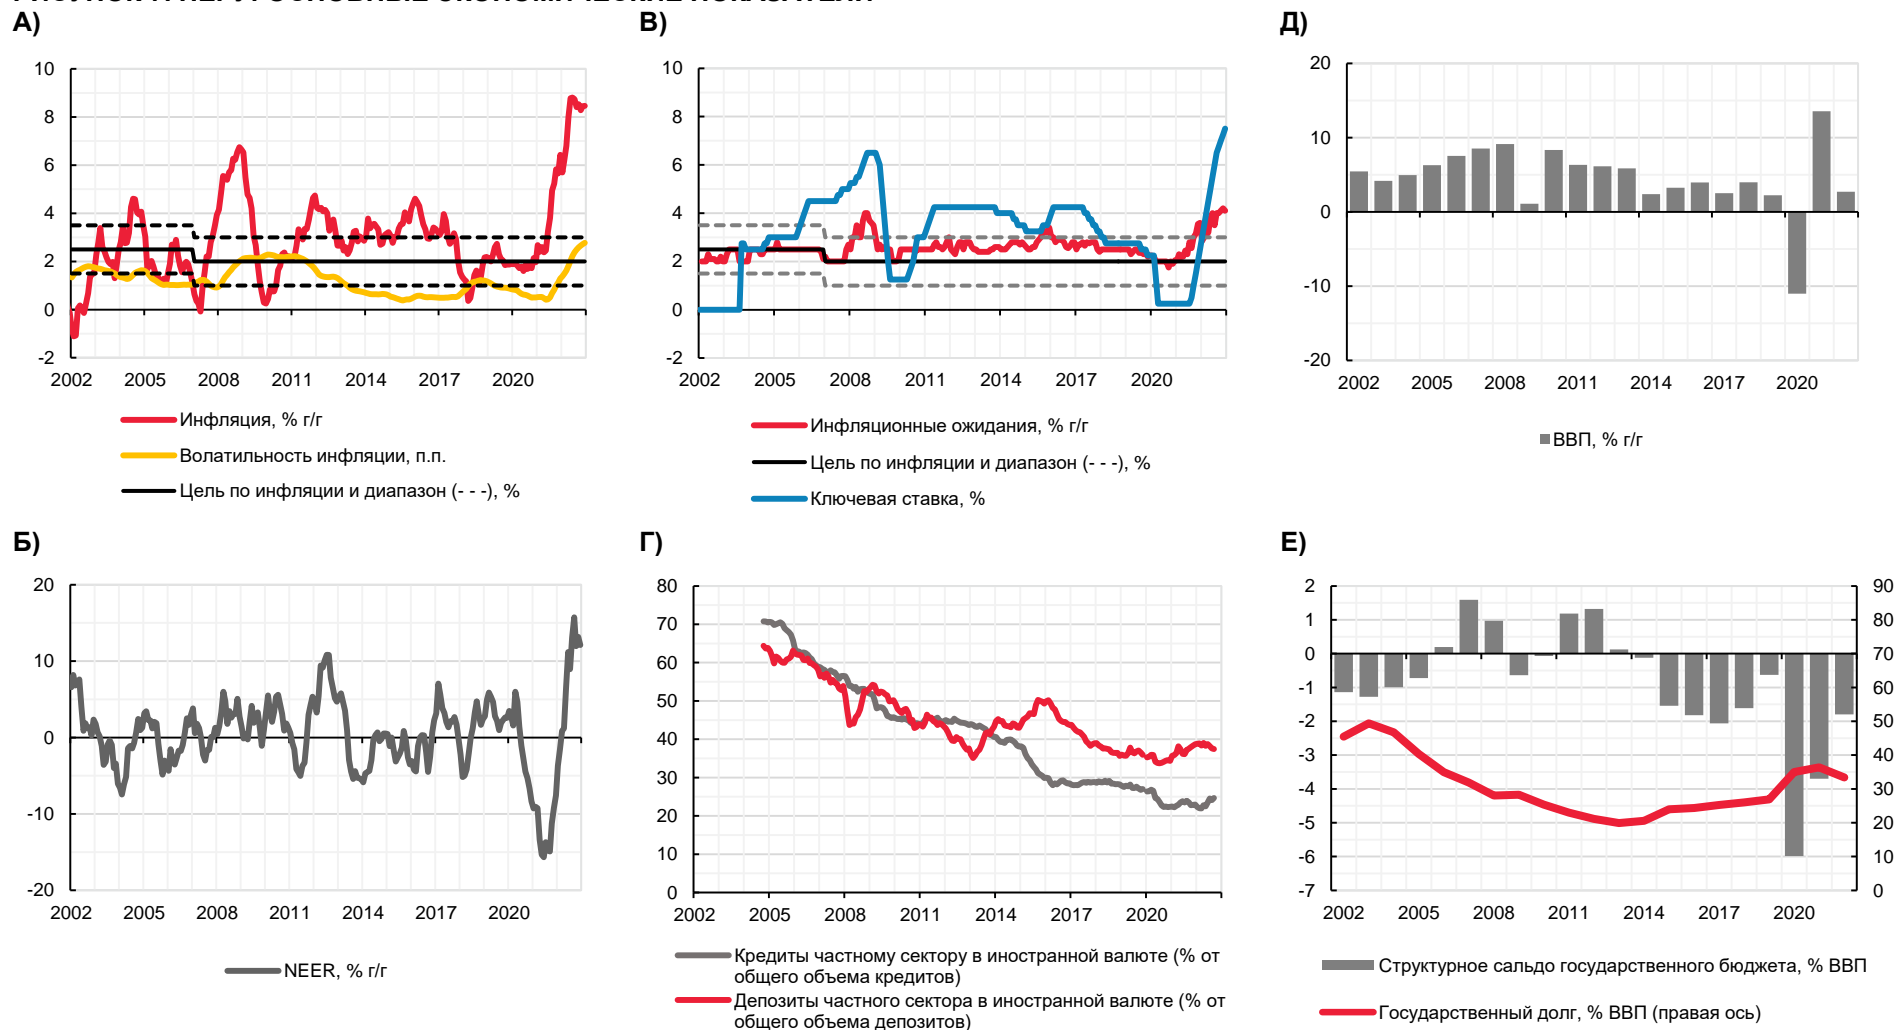 А)
10
8
6
4
2
0
-2
2002 2005 2008 2011 2014 2017 2020
Инфляция, % г/г
Волатильность инфляции, п.п.
Цель по инфляции и диапазон (- - -), %
В)
10
8
6
4
2
0
-2
2002 2005 2008 2011 2014 2017 2020
Инфляционные ожидания, % г/г
Цель по инфляции и диапазон (- - -), %
Ключевая ставка, %
Д)
20
10
0
-10
-20
2002 2005 2008 2011 2014 2017 2020
ВВП, % г/г
Б)
20
10
0
-10
-20
2002 2005 2008 2011 2014 2017 2020
NEER, % г/г
Г)
80
70
60
50
40
30
20
10
0
2002 2005 2008 2011 2014 2017 2020
Кредиты частному сектору в иностранной валюте (% от
общего объема кредитов)
Депозиты частного сектора в иностранной валюте (% от
общего объема депозитов)
Е)
2 90
1 80
0 70
-1 60
-2 50
-3 40
-4 30
-5 20
-6 10
-7 0
2002 2005 2008 2011 2014 2017 2020
Структурное сальдо государственного бюджета, % ВВП
Государственный долг, % ВВП (правая ось)